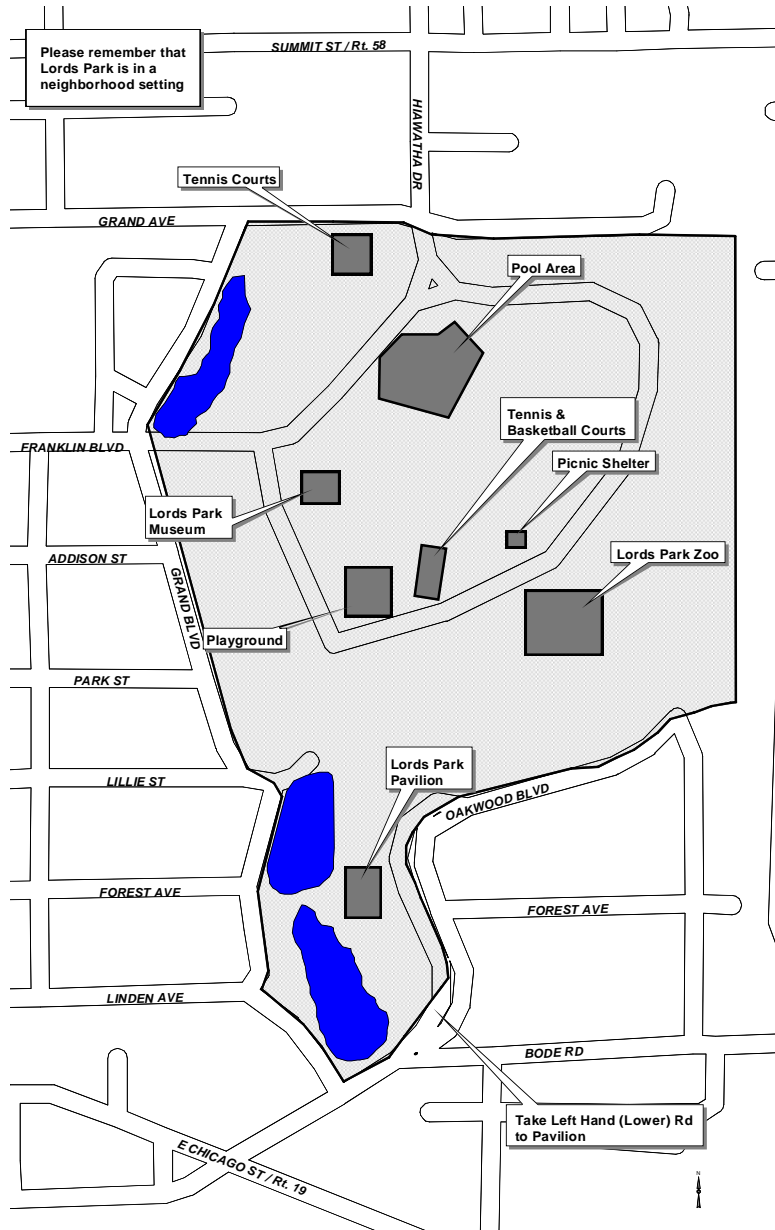 Please remember that
Lords Park is in a
neighborhood setting
SUMMIT ST / Rt. 58
HIAWATHA DR
Tennis Courts
GRAND AVE
Pool Area
Tennis &
Basketball Courts
FRANKLIN BLVD
Picnic Shelter
Lords Park
Museum
ADDISON ST
Lords Park Zoo
GRAND BLVD
Playground
PARK ST
Lords Park
Pavilion
LILLIE ST
OAKWOOD BLVD
FOREST AVE
FOREST AVE
LINDEN AVE
BODE RD
Take Left Hand (Lower) Rd
to Pavilion
E CHICAGO ST / Rt. 19
N